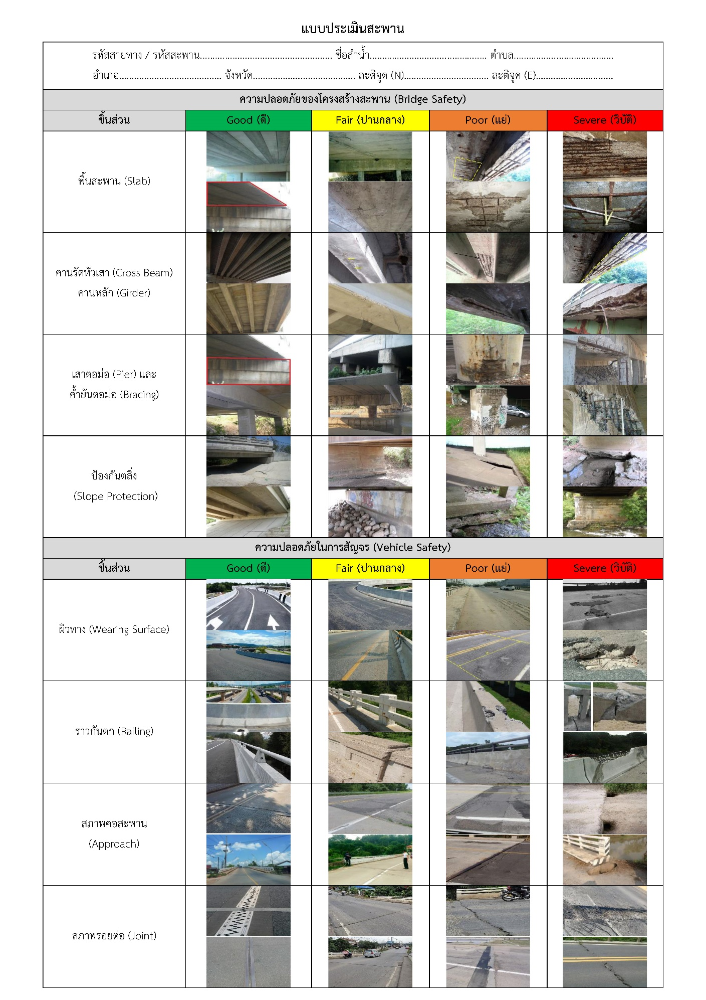 แบบประเมินสะพาน
รหัสสายทาง / รหัสสะพาน..................................................... ชื่อลำน้ำ............................................... ตำบล........................................
อำเภอ......................................... จังหวัด......................................... ละติจูด (N).................................. ละติจูด (E)...............................
ความปลอดภัยของโครงสร้างสะพาน (Bridge Safety)
ชิ้นส่วน Good (ดี) Fair (ปานกลาง) Poor (แย่) Severe (วิบัติ)
พื้นสะพาน (Slab)
คานรัดหัวเสา (Cross Beam)
คานหลัก (Girder)
เสาตอม่อ (Pier) และ
ค้ำยันตอม่อ (Bracing)
ป้องกันตลิ่ง
(Slope Protection)
ความปลอดภัยในการสัญจร (Vehicle Safety)
ชิ้นส่วน Good (ดี) Fair (ปานกลาง) Poor (แย่) Severe (วิบัติ)
ผิวทาง (Wearing Surface)
ราวกันตก (Railing)
สภาพคอสะพาน
(Approach)
สภาพรอยต่อ (Joint)